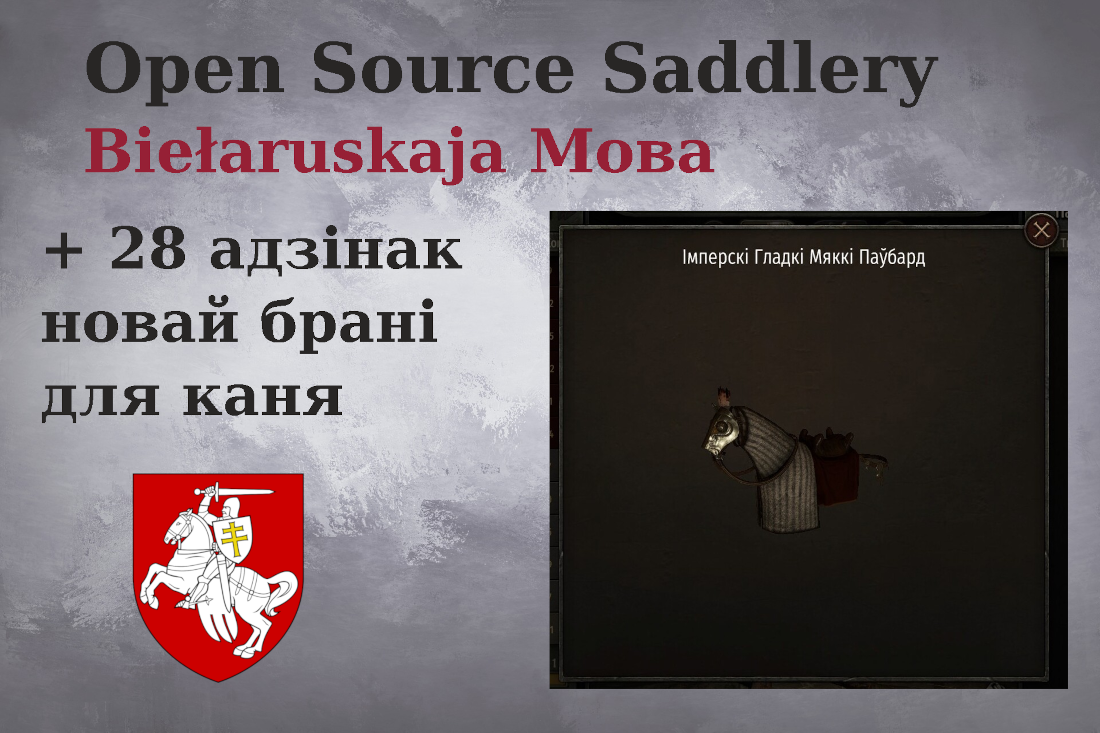 Open Source Saddlery
Biełaruskaja Мова
+ 28 адзінак
новай брані
для каня
Імперскі Гладкі Мяккі Паўбард